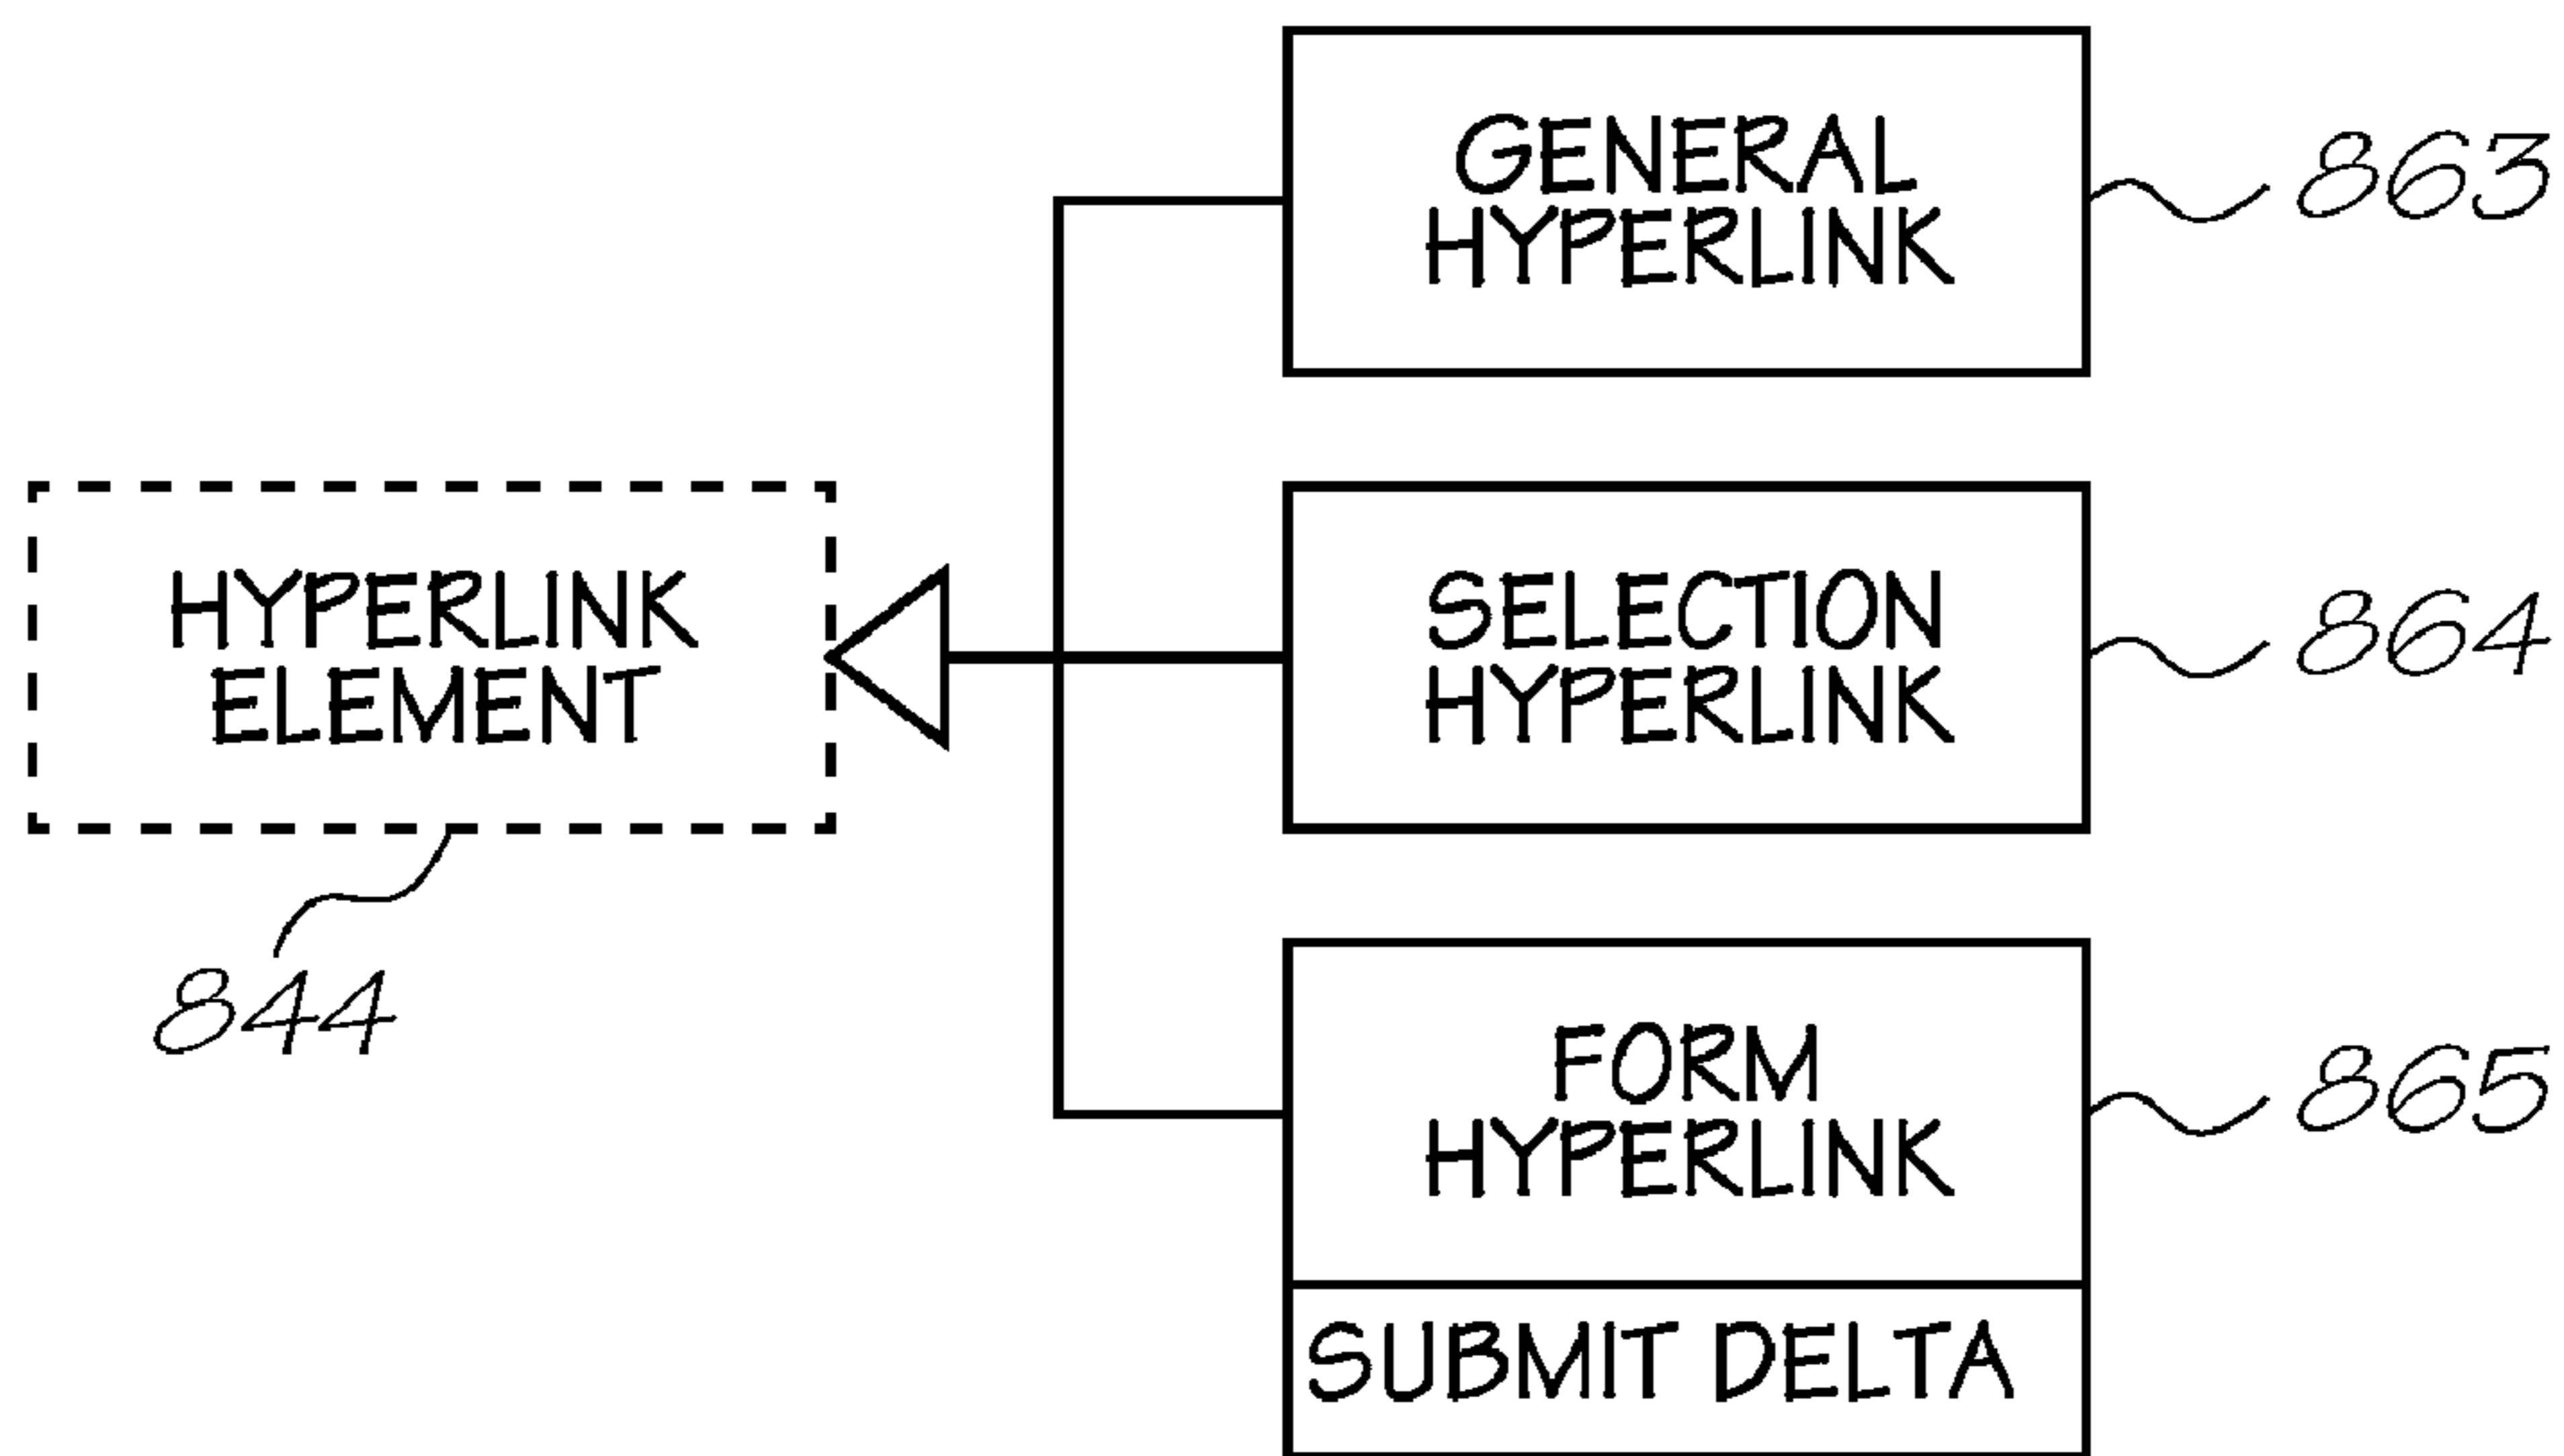 GENERAL
HYPERLINK
863
HYPERLINK
ELEMENT
844
SELECTION
HYPERLINK
864
FORM
HYPERLINK
865
SUBMIT DELTA